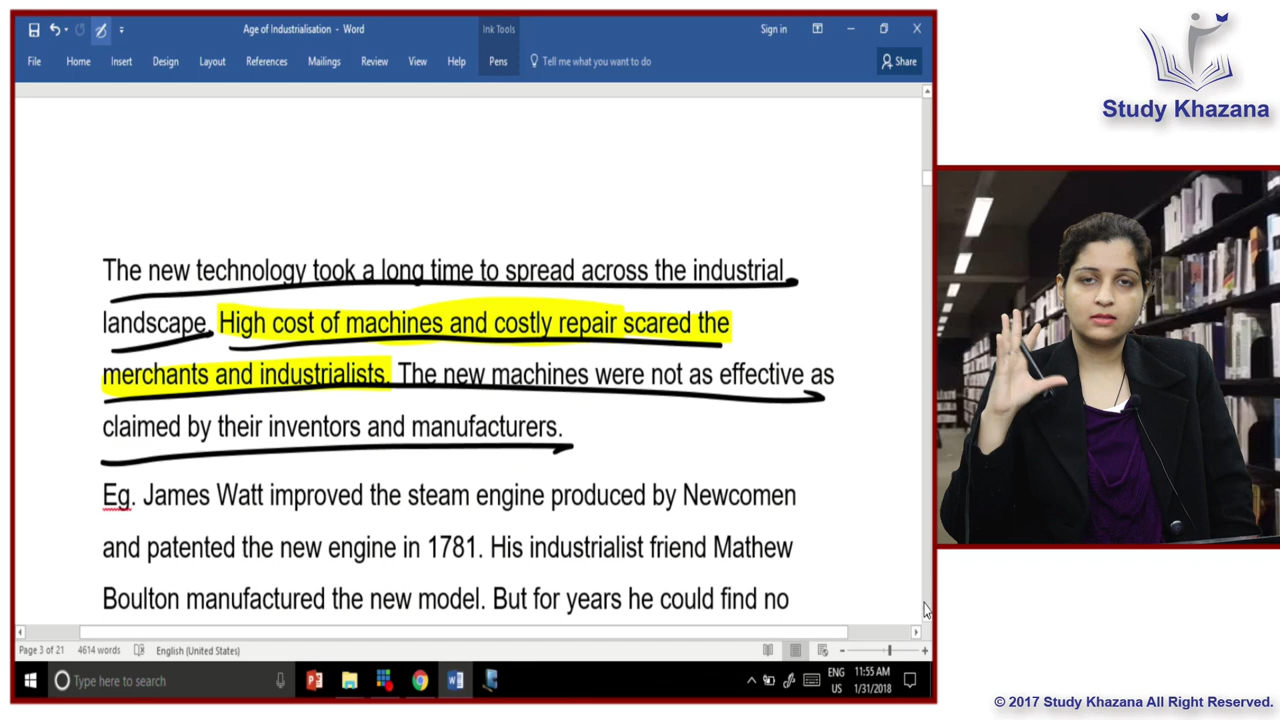 Age of Industrialisation - Word
Ink Tools
Sign in
File Home Insert Design Layout References Mailings Review View Help Pens Tell me what you want to do Share
Study Khazana
The new technology took a long time to spread across the industrial
landscape. High cost of machines and costly repair scared the
merchants and industrialists. The new machines were not as effective as
claimed by their inventors and manufacturers.
Eg. James Watt improved the steam engine produced by Newcomen
and patented the new engine in 1781. His industrialist friend Mathew
Boulton manufactured the new model. But for years he could find no
Page 3 of 21 4614 words English (United States)
Type here to search
ENG
US
11:55 AM
1/31/2018
© 2017 Study Khazana All Right Reserved.